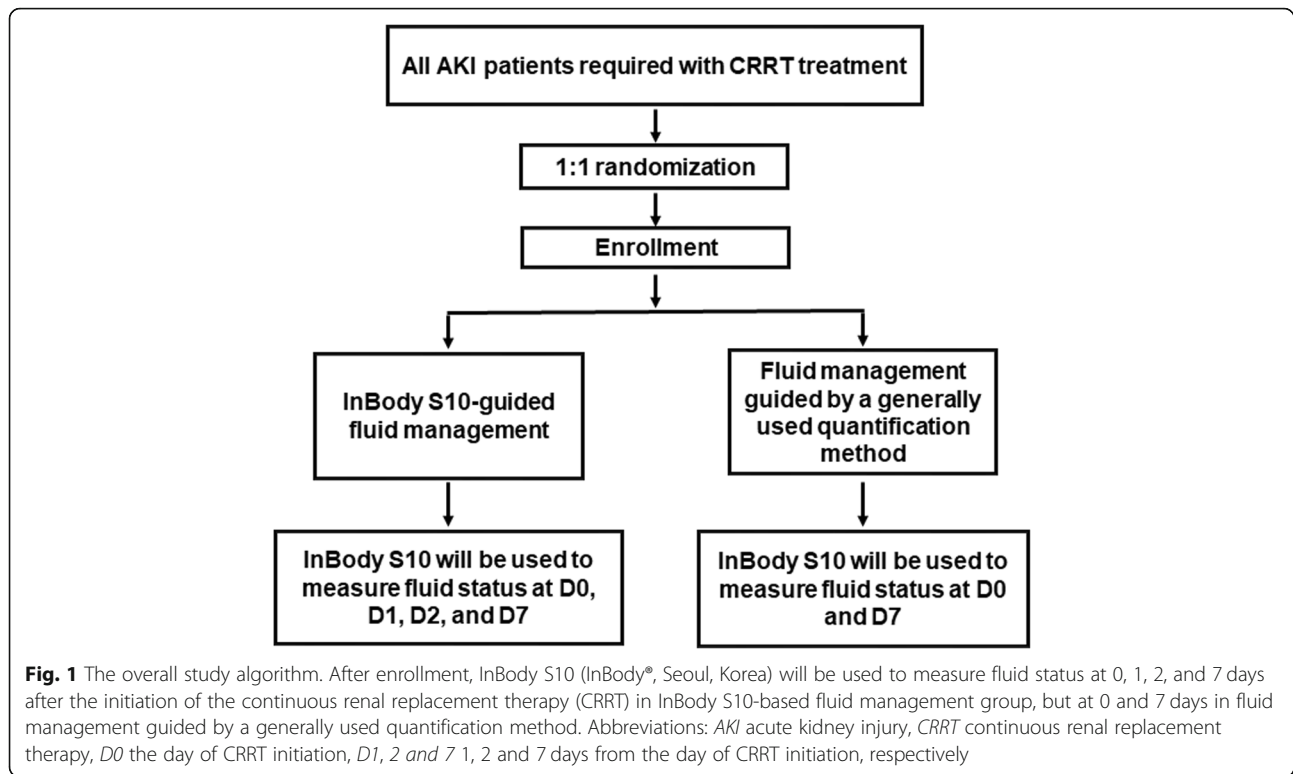 All AKI patients required with CRRT treatment
1:1 randomization
Enrollment
InBody S10-guided
fluid management
Fluid management
guided by a generally
used quantification
method
InBody S10 will be used to
measure fluid status at D0,
D1, D2, and D7
InBody S10 will be used to
measure fluid status at D0
and D7
Fig. 1 The overall study algorithm. After enrollment, InBody S10 (InBody®, Seoul, Korea) will be used to measure fluid status at 0, 1, 2, and 7 days
after the initiation of the continuous renal replacement therapy (CRRT) in InBody S10-based fluid management group, but at 0 and 7 days in fluid
management guided by a generally used quantification method. Abbreviations: AKI acute kidney injury, CRRT continuous renal replacement
therapy, D0 the day of CRRT initiation, D1, 2 and 7 1, 2 and 7 days from the day of CRRT initiation, respectively